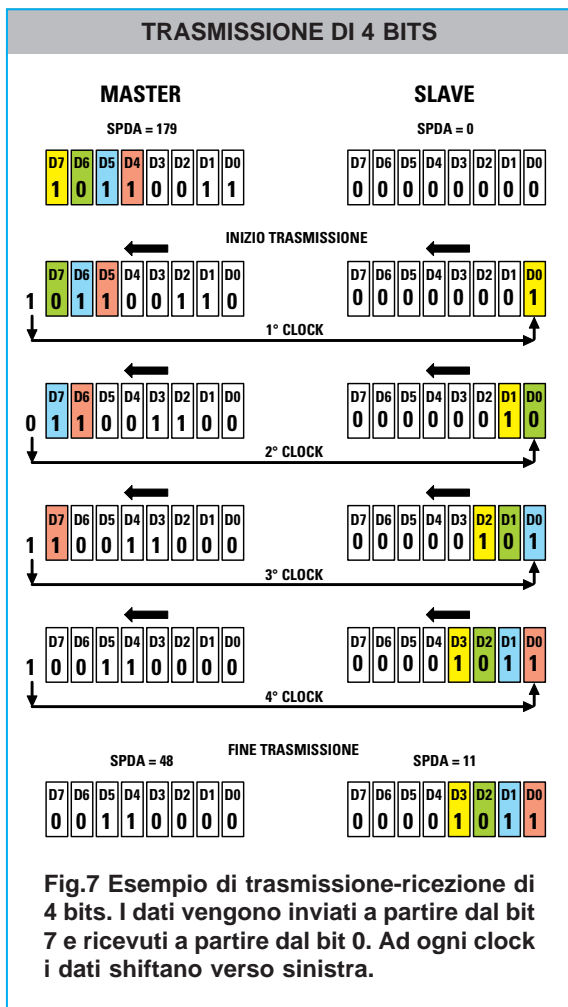 TRASMISSIONE DI 4 BITS
MASTER SLAVE
SPDA = 179 SPDA = 0
D7 D6 D5 D4 D3 D2 D1 D0 D7 D6 D5 D4 D3 D2 D1 D0
1 0 1 1 0 0 1 1 0 0 0 0 0 0 0 0
INIZIO TRASMISSIONE
D7 D6 D5 D4 D3 D2 D1 D0 D7 D6 D5 D4 D3 D2 D1 D0
1 0 1 1 0 0 1 1 0 0 0 0 0 0 0 0 1
1° CLOCK
D7 D6 D5 D4 D3 D2 D1 D0 D7 D6 D5 D4 D3 D2 D1 D0
0 1 1 0 0 1 1 0 0 0 0 0 0 0 0 1 0
2° CLOCK
D7 D6 D5 D4 D3 D2 D1 D0 D7 D6 D5 D4 D3 D2 D1 D0
1 1 0 0 1 1 0 0 0 0 0 0 0 0 1 0 1
3° CLOCK
D7 D6 D5 D4 D3 D2 D1 D0 D7 D6 D5 D4 D3 D2 D1 D0
1 0 0 1 1 0 0 0 0 0 0 0 0 1 0 1 1
4° CLOCK
FINE TRASMISSIONE
SPDA = 48 SPDA = 11
D7 D6 D5 D4 D3 D2 D1 D0 D7 D6 D5 D4 D3 D2 D1 D0
0 0 1 1 0 0 0 0 0 0 0 0 1 0 1 1
Fig.7 Esempio di trasmissione-ricezione di
4 bits. I dati vengono inviati a partire dal bit
7 e ricevuti a partire dal bit 0. Ad ogni clock
i dati shiftano verso sinistra.